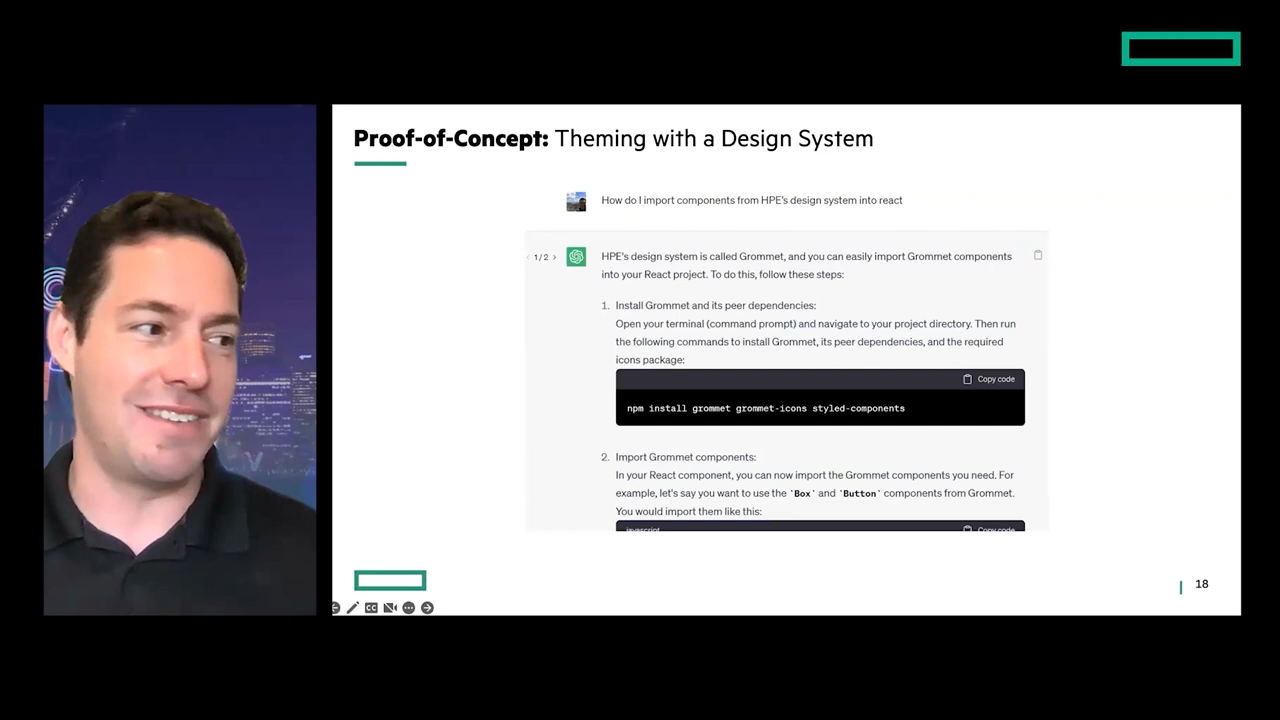 Proof-of-Concept: Theming with a Design System
How do I import components from HPE's design system into react
1/2
HPE's design system is called Grommet, and you can easily import Grommet components
into your React project. To do this, follow these steps:
1. Install Grommet and its peer dependencies:
Open your terminal (command prompt) and navigate to your project directory. Then run
the following commands to install Grommet, its peer dependencies, and the required
icons package:
Copy code
npm install grommet grommet-icons styled-components
2. Import Grommet components:
In your React component, you can now import the Grommet components you need. For
example, let's say you want to use the `Box` and `Button` components from Grommet.
You would import them like this:
javascript Copy code
18
CC